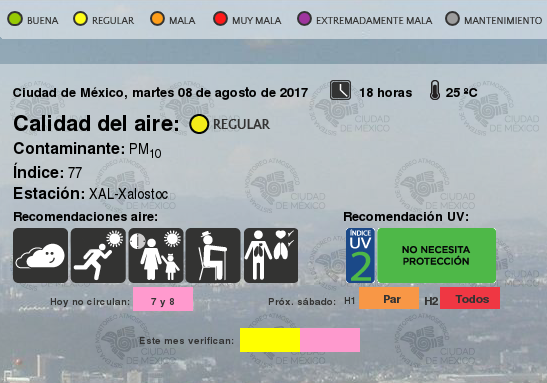 BUENA REGULAR MALA MUY MALA EXTREMADAMENTE MALA MANTENIMIENTO
Ciudad de México, martes 08 de agosto de 2017 18 horas 25 ºC
Calidad del aire: REGULAR
Contaminante: PM10
Índice: 77
Estación: XAL-Xalostoc
Recomendaciones aire: Recomendación UV:
ÍNDICE
UV
2
NO NECESITA
PROTECCIÓN
Hoy no circulan: 7 y 8 Próx. sábado: H1 Par H2 Todos
Este mes verifican:
MONITOREO ATMOSFÉRICO
CIUDAD
DE MÉXICO